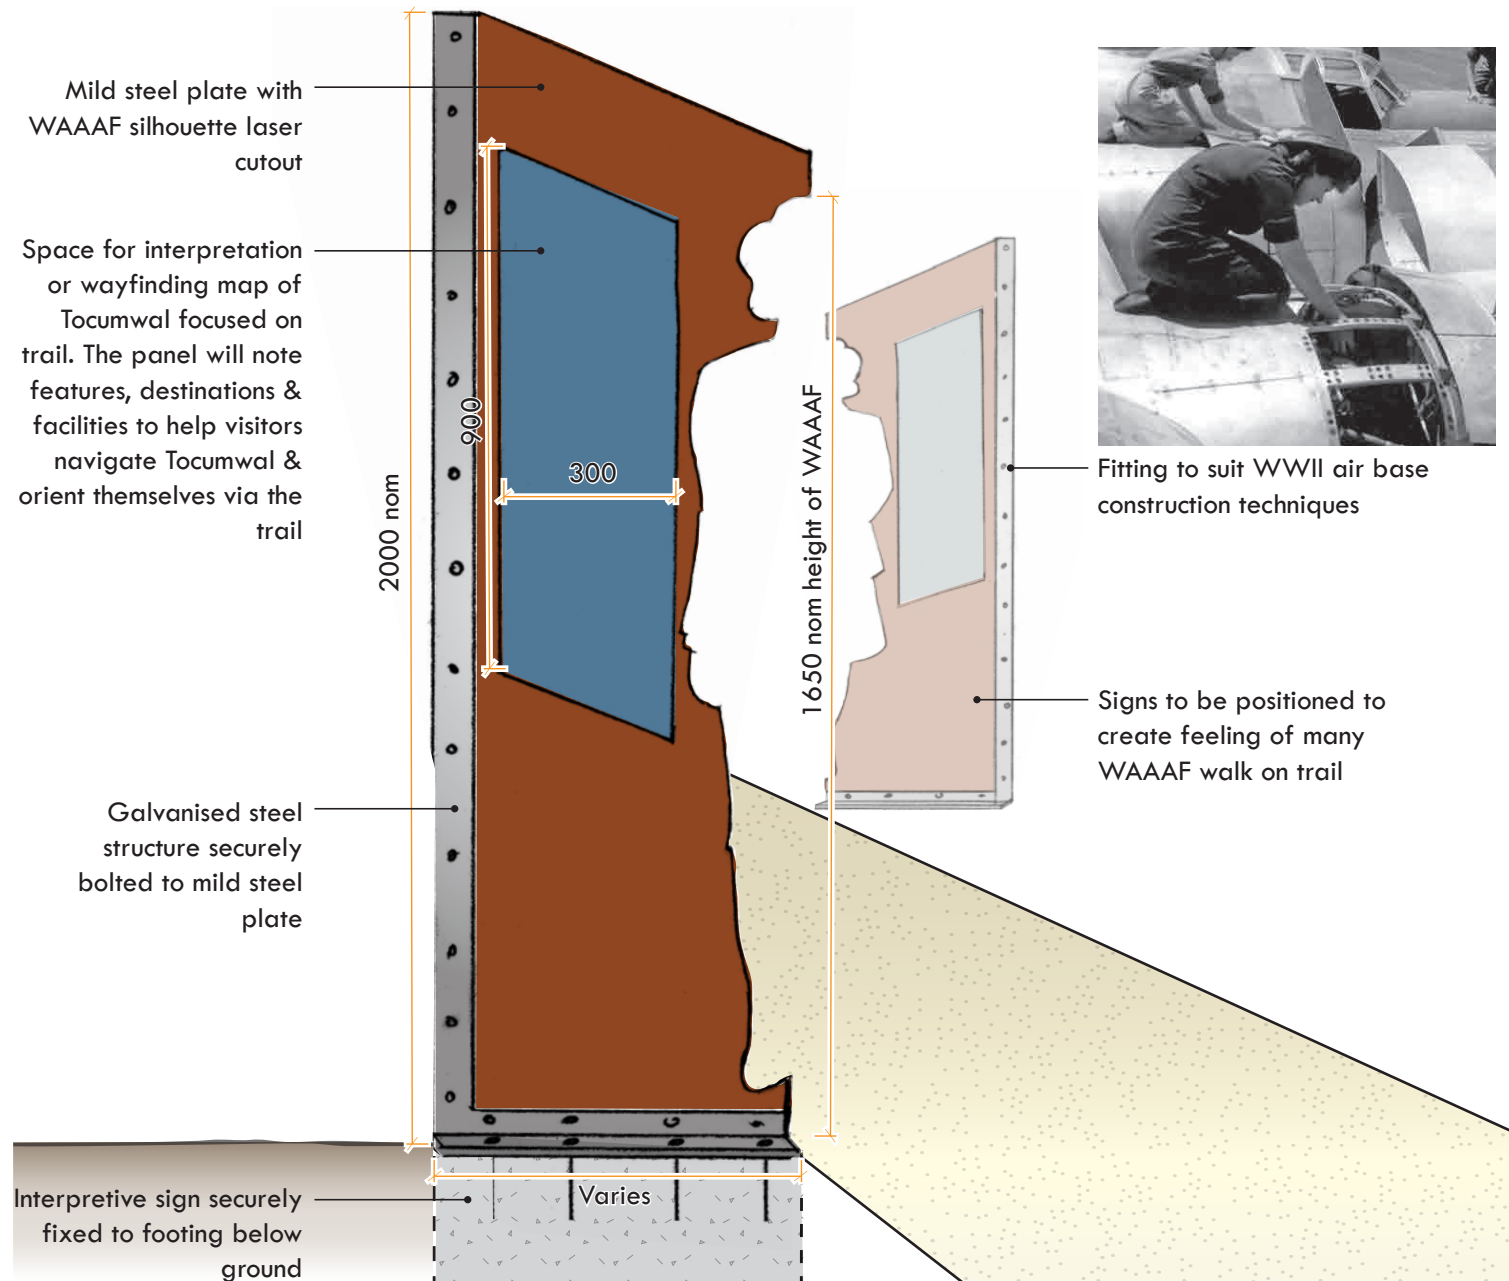 Mild steel plate with
WAAAF silhouette laser
cutout
Space for interpretation
or wayfinding map of
Tocumwal focused on
trail. The panel will note
features, destinations &
facilities to help visitors
navigate Tocumwal &
orient themselves via the
trail
Galvanised steel
structure securely
bolted to mild steel
plate
Interpretive sign securely
fixed to footing below
ground
2000 nom
900
300
1650 nom height of WAAAF
Varies
Fitting to suit WWII air base
construction techniques
Signs to be positioned to
create feeling of many
WAAAF walk on trail